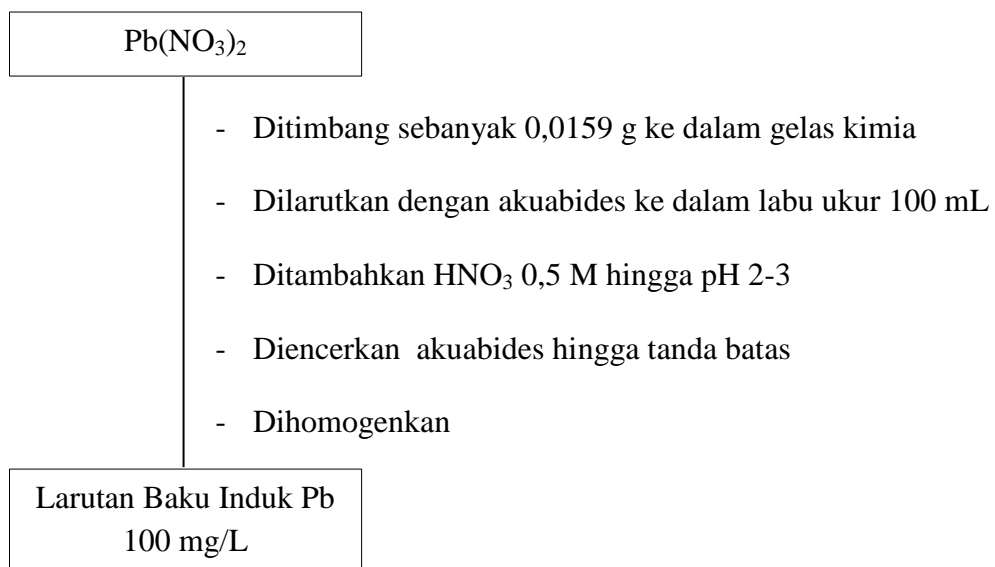 Pb(NO₃)₂
- Ditimbang sebanyak 0,0159 g ke dalam gelas kimia
- Dilarutkan dengan akuabides ke dalam labu ukur 100 mL
- Ditambahkan HNO₃ 0,5 M hingga pH 2-3
- Diencerkan  akuabides hingga tanda batas
- Dihomogenkan
Larutan Baku Induk Pb
100 mg/L